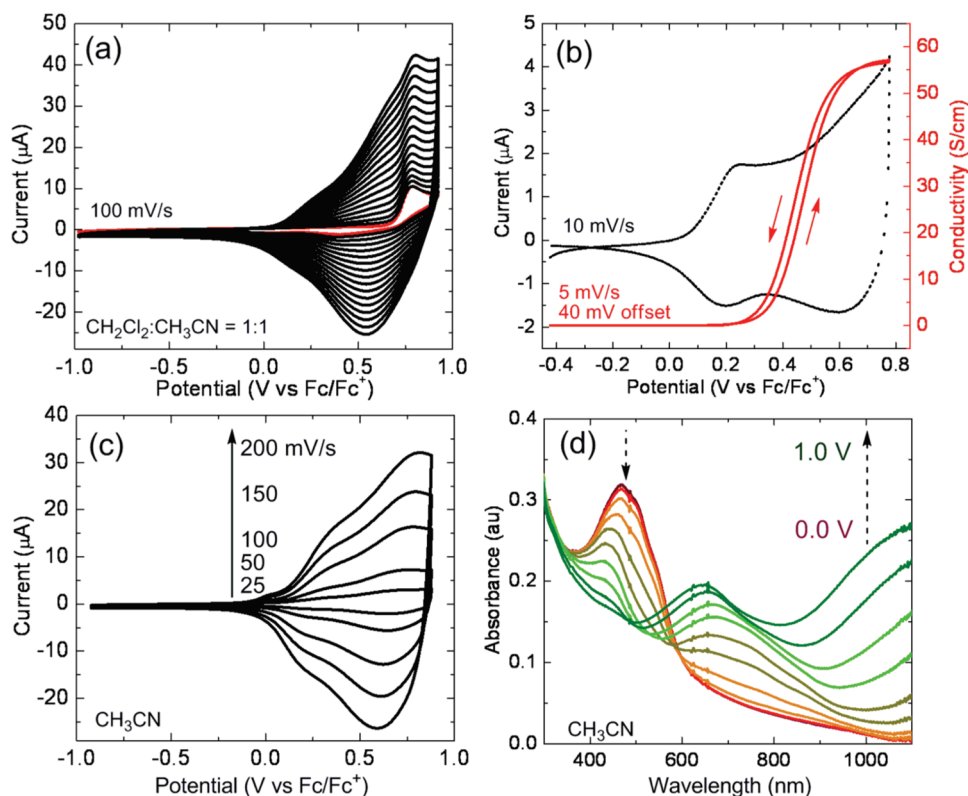 (a)
50
40
30
20
10
0
-10
-20
Current (μA)
100 mV/s
CH₂Cl₂:CH₃CN = 1:1
-1.0 -0.5 0.0 0.5 1.0
Potential (V vs Fc/Fc⁺)
(b)
5
4
3
2
1
0
-1
-2
Current (μA)
10 mV/s
5 mV/s
40 mV offset
60
50
40
30
20
10
0
Conductivity (S/cm)
-0.4 -0.2 0.0 0.2 0.4 0.6 0.8
Potential (V vs Fc/Fc⁺)
(c)
40
30
20
10
0
-10
-20
-30
Current (μA)
200 mV/s
150
100
50
25
CH₃CN
-1.0 -0.5 0.0 0.5 1.0
Potential (V vs Fc/Fc⁺)
(d)
0.4
0.3
0.2
0.1
0.0
Absorbance (au)
1.0 V
0.0 V
CH₃CN
400 600 800 1000
Wavelength (nm)